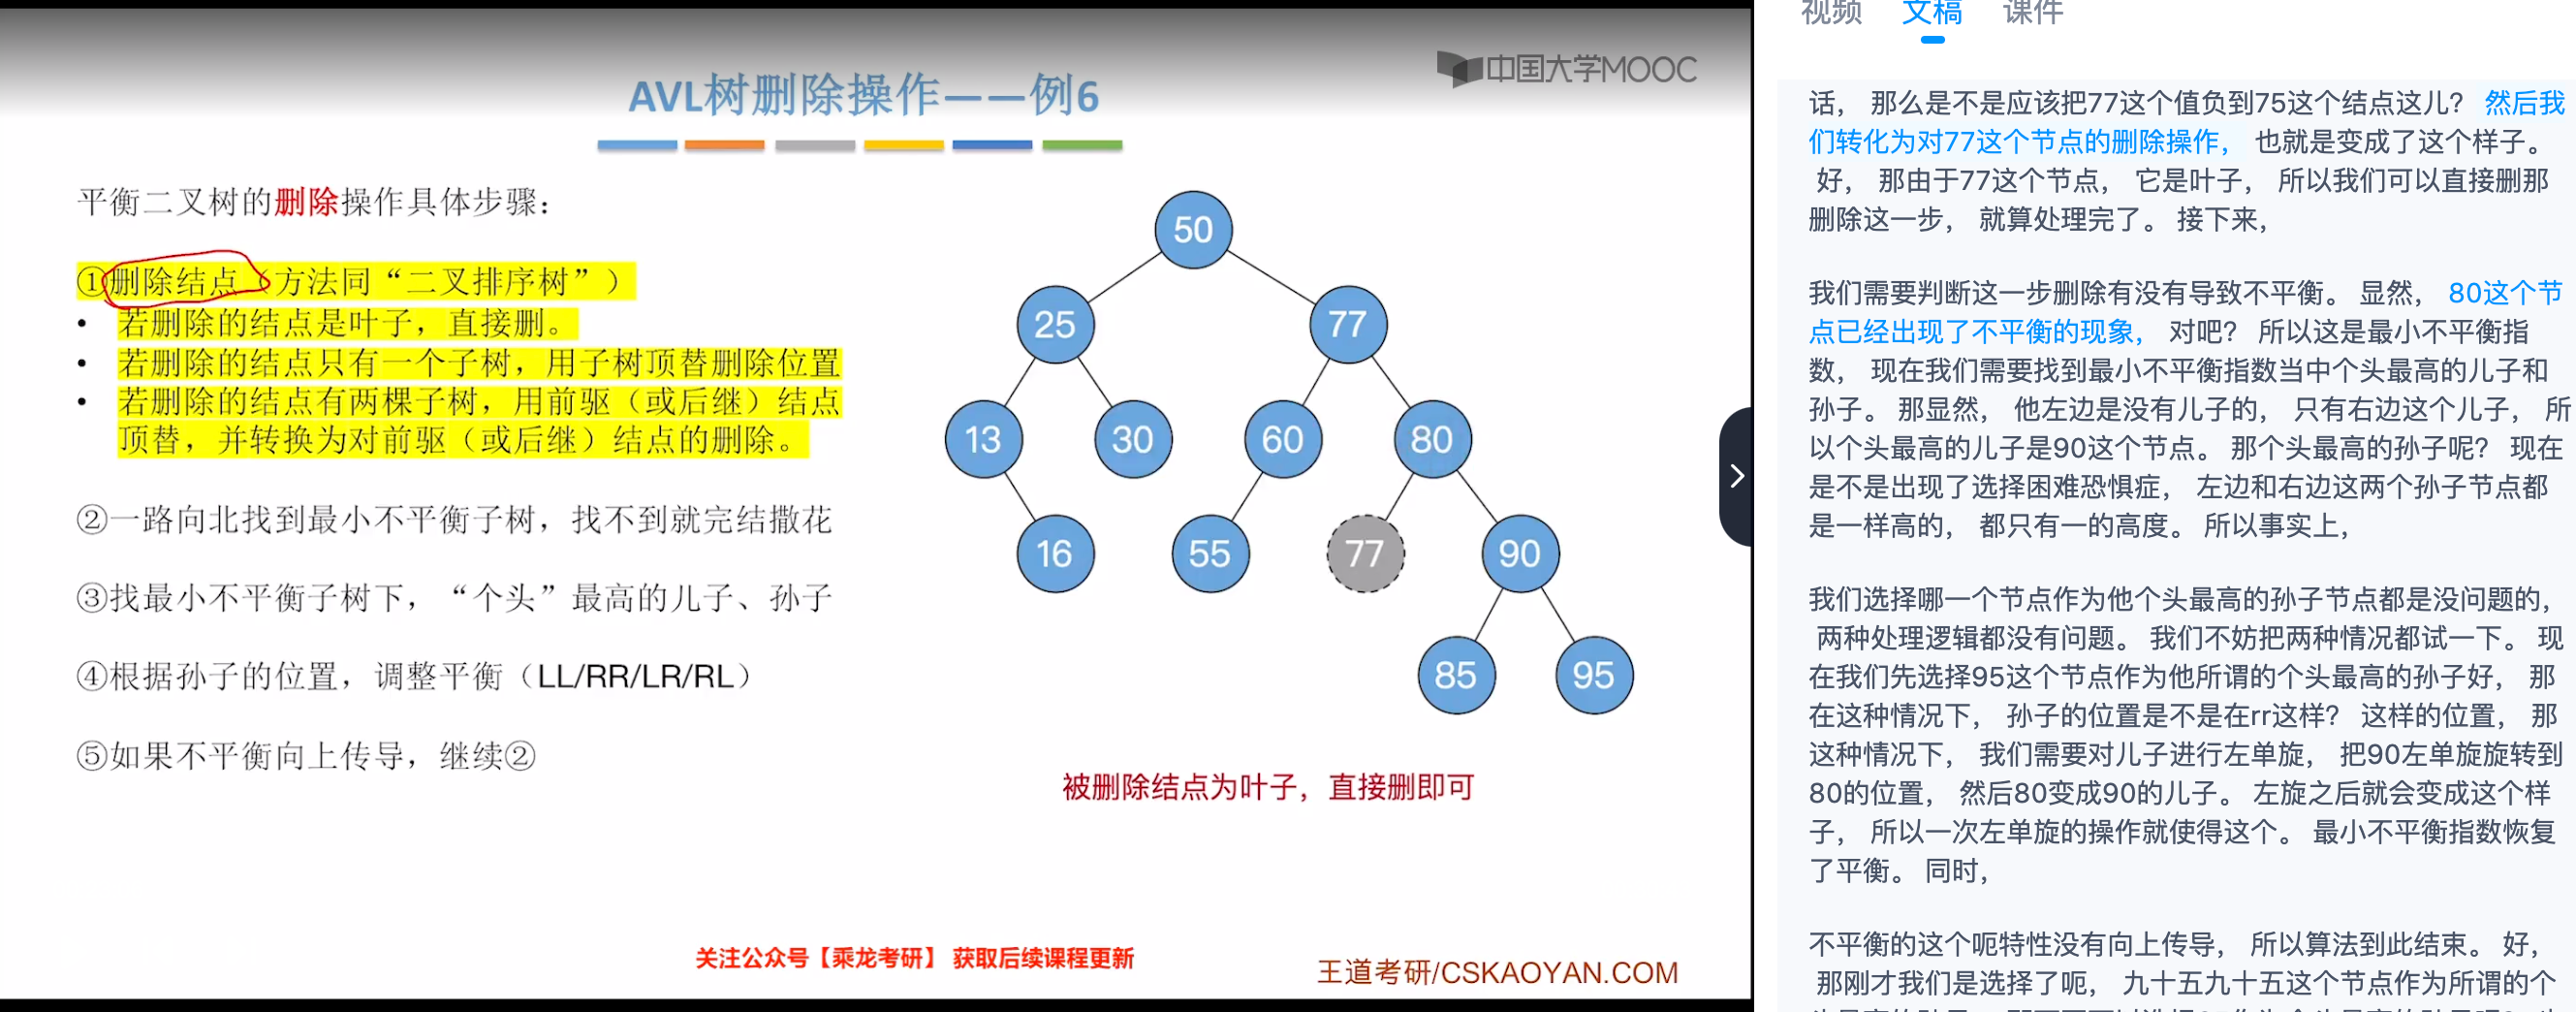 中国大学MOOC
AVL树删除操作——例6
平衡二叉树的删除操作具体步骤：
①删除结点（方法同“二叉排序树”）
• 若删除的结点是叶子，直接删。
• 若删除的结点只有一个子树，用子树顶替删除位置
• 若删除的结点有两棵子树，用前驱（或后继）结点
顶替，并转换为对前驱（或后继）结点的删除。
②一路向北找到最小不平衡子树，找不到就完结撒花
③找最小不平衡子树下，“个头”最高的儿子、孙子
④根据孙子的位置，调整平衡（LL/RR/LR/RL）
⑤如果不平衡向上传导，继续②
50
25 77
13 30 60 80
16 55 77 90
85 95
被删除结点为叶子，直接删即可
关注公众号【乘龙考研】 获取后续课程更新
王道考研/CSKAOYAN.COM
视频 文稿 课件
话， 那么是不是应该把77这个值负到75这个结点这儿？ 然后我
们转化为对77这个节点的删除操作， 也就是变成了这个样子。
好， 那由于77这个节点， 它是叶子， 所以我们可以直接删那
删除这一步， 就算处理完了。 接下来，
我们需要判断这一步删除有没有导致不平衡。 显然， 80这个节
点已经出现了不平衡的现象， 对吧？ 所以这是最小不平衡指
数， 现在我们需要找到最小不平衡指数当中个头最高的儿子和
孙子。 那显然， 他左边是没有儿子的， 只有右边这个儿子， 所
以个头最高的儿子是90这个节点。 那个头最高的孙子呢？ 现在
是不是出现了选择困难恐惧症， 左边和右边这两个孙子节点都
是一样高的， 都只有一的高度。 所以事实上，
我们选择哪一个节点作为他个头最高的孙子节点都是没问题的，
两种处理逻辑都没有问题。 我们不妨把两种情况都试一下。 现
在我们先选择95这个节点作为他所谓的个头最高的孙子好， 那
在这种情况下， 孙子的位置是不是在rr这样？ 这样的位置， 那
这种情况下， 我们需要对儿子进行左单旋， 把90左单旋旋转到
80的位置， 然后80变成90的儿子。 左旋之后就会变成这个样
子， 所以一次左单旋的操作就使得这个。 最小不平衡指数恢复
了平衡。 同时，
不平衡的这个呃特性没有向上传导， 所以算法到此结束。 好，
那刚才我们是选择了呃， 九十五九十五这个节点作为所谓的个